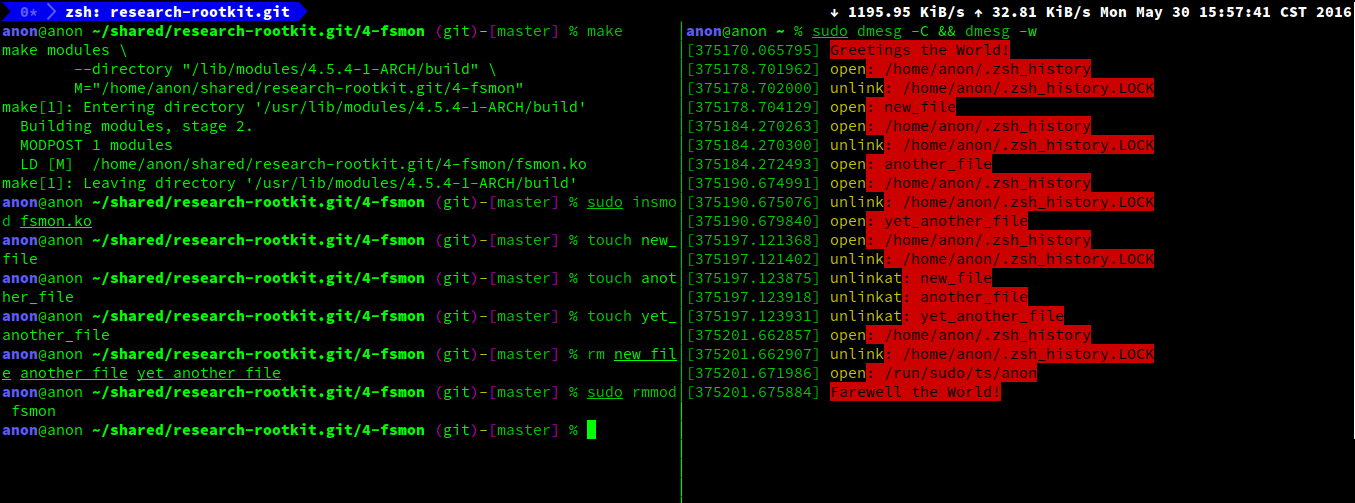 0* zsh: research-rootkit.git ↓ 1195.95 KiB/s ↑ 32.81 KiB/s Mon May 30 15:57:41 CST 2016
anon@anon ~/shared/research-rootkit.git/4-fsmon (git)-[master] % make
make modules \
--directory "/lib/modules/4.5.4-1-ARCH/build" \
M="/home/anon/shared/research-rootkit.git/4-fsmon"
make[1]: Entering directory '/usr/lib/modules/4.5.4-1-ARCH/build'
Building modules, stage 2.
MODPOST 1 modules
LD [M]  /home/anon/shared/research-rootkit.git/4-fsmon/fsmon.ko
make[1]: Leaving directory '/usr/lib/modules/4.5.4-1-ARCH/build'
anon@anon ~/shared/research-rootkit.git/4-fsmon (git)-[master] % sudo insmo
d fsmon.ko
anon@anon ~/shared/research-rootkit.git/4-fsmon (git)-[master] % touch new_
file
anon@anon ~/shared/research-rootkit.git/4-fsmon (git)-[master] % touch anot
her_file
anon@anon ~/shared/research-rootkit.git/4-fsmon (git)-[master] % touch yet_
another_file
anon@anon ~/shared/research-rootkit.git/4-fsmon (git)-[master] % rm new_fil
e another_file yet_another_file
anon@anon ~/shared/research-rootkit.git/4-fsmon (git)-[master] % sudo rmmod
fsmon
anon@anon ~/shared/research-rootkit.git/4-fsmon (git)-[master] %
anon@anon ~ % sudo dmesg -C && dmesg -w
[375170.065795] Greetings the World!
[375178.701962] open: /home/anon/.zsh_history
[375178.702000] unlink: /home/anon/.zsh_history.LOCK
[375178.704129] open: new_file
[375184.270263] open: /home/anon/.zsh_history
[375184.270300] unlink: /home/anon/.zsh_history.LOCK
[375184.272493] open: another_file
[375190.674991] open: /home/anon/.zsh_history
[375190.675076] unlink: /home/anon/.zsh_history.LOCK
[375190.679840] open: yet_another_file
[375197.121368] open: /home/anon/.zsh_history
[375197.121402] unlink: /home/anon/.zsh_history.LOCK
[375197.123875] unlinkat: new_file
[375197.123918] unlinkat: another_file
[375197.123931] unlinkat: yet_another_file
[375201.662857] open: /home/anon/.zsh_history
[375201.662907] unlink: /home/anon/.zsh_history.LOCK
[375201.671986] open: /run/sudo/ts/anon
[375201.675884] Farewell the World!